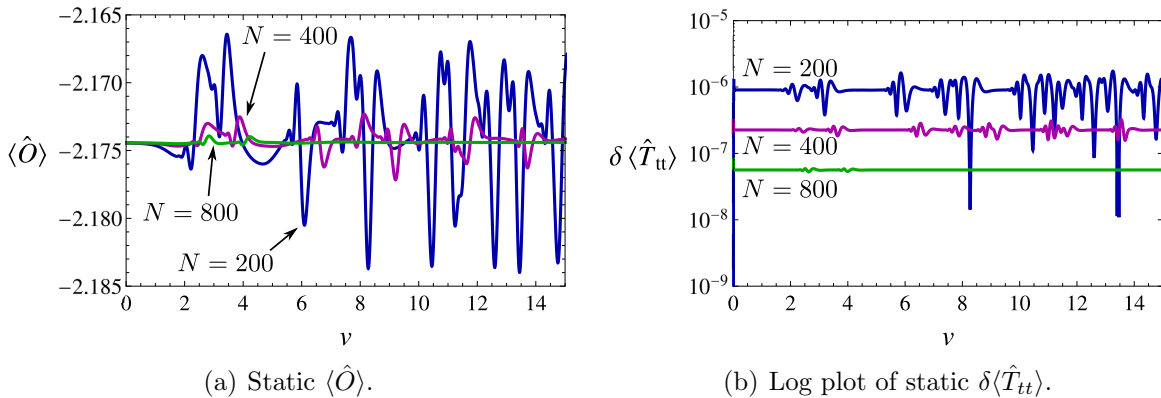 −2.165
−2.170
−2.175
−2.180
−2.185
⟨Ô⟩
N = 400
N = 800
N = 200
0 2 4 6 8 10 12 14
v
(a) Static ⟨Ô⟩.
10⁻⁵
10⁻⁶
10⁻⁷
10⁻⁸
10⁻⁹
δ⟨T̂tt⟩
N = 200
N = 400
N = 800
0 2 4 6 8 10 12 14
v
(b) Log plot of static δ⟨T̂tt⟩.